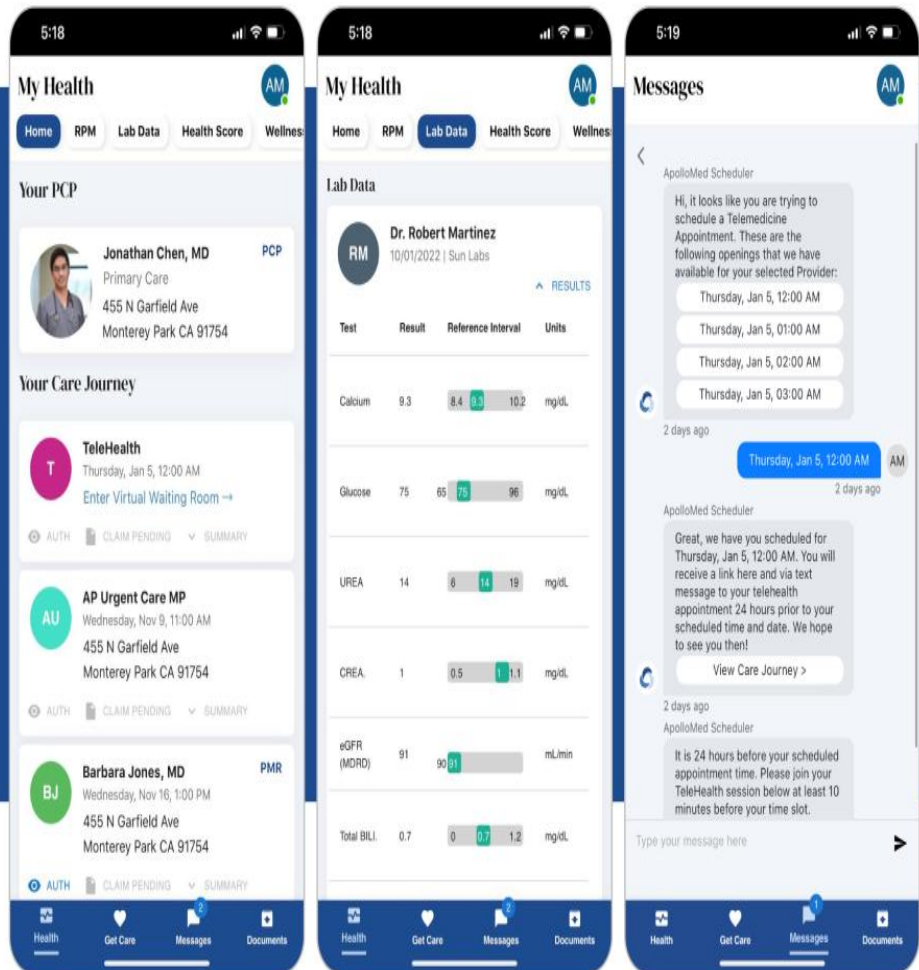 5:18
My Health
AM
Home RPM Lab Data Health Score Wellnes
Your PCP
Jonathan Chen, MD PCP
Primary Care
455 N Garfield Ave
Monterey Park CA 91754
Your Care Journey
T
TeleHealth
Thursday, Jan 5, 12:00 AM
Enter Virtual Waiting Room →
AUTH CLAIM PENDING SUMMARY
AU
AP Urgent Care MP
Wednesday, Nov 9, 11:00 AM
455 N Garfield Ave
Monterey Park CA 91754
AUTH CLAIM PENDING SUMMARY
BJ
Barbara Jones, MD PMR
Wednesday, Nov 16, 1:00 PM
455 N Garfield Ave
Monterey Park CA 91754
AUTH CLAIM PENDING SUMMARY
2
Health Get Care Messages Documents
5:18
My Health
AM
Home RPM Lab Data Health Score Wellnes
Lab Data
RM
Dr. Robert Martinez
10/01/2022 | Sun Labs
RESULTS
Test Result Reference Interval Units
Calcium 9.3 8.4 9.3 10.2 mg/dL
Glucose 75 65 75 96 mg/dL
UREA 14 6 14 19 mg/dL
CREA. 1 0.5 1 1.1 mg/dL
eGFR
(MDRD) 91 90 91 mL/min
Total BILI. 0.7 0 0.7 1.2 mg/dL
2
Health Get Care Messages Documents
5:19
Messages
AM
ApolloMed Scheduler
Hi, it looks like you are trying to
schedule a Telemedicine
Appointment. These are the
following openings that we have
available for your selected Provider:
Thursday, Jan 5, 12:00 AM
Thursday, Jan 5, 01:00 AM
Thursday, Jan 5, 02:00 AM
Thursday, Jan 5, 03:00 AM
2 days ago
Thursday, Jan 5, 12:00 AM AM
2 days ago
ApolloMed Scheduler
Great, we have you scheduled for
Thursday, Jan 5, 12:00 AM. You will
receive a link here and via text
message to your telehealth
appointment 24 hours prior to your
scheduled time and date. We hope
to see you then!
View Care Journey >
2 days ago
ApolloMed Scheduler
It is 24 hours before your scheduled
appointment time. Please join your
TeleHealth session below at least 10
minutes before your time slot.
Type your message here
1
Health Get Care Messages Documents